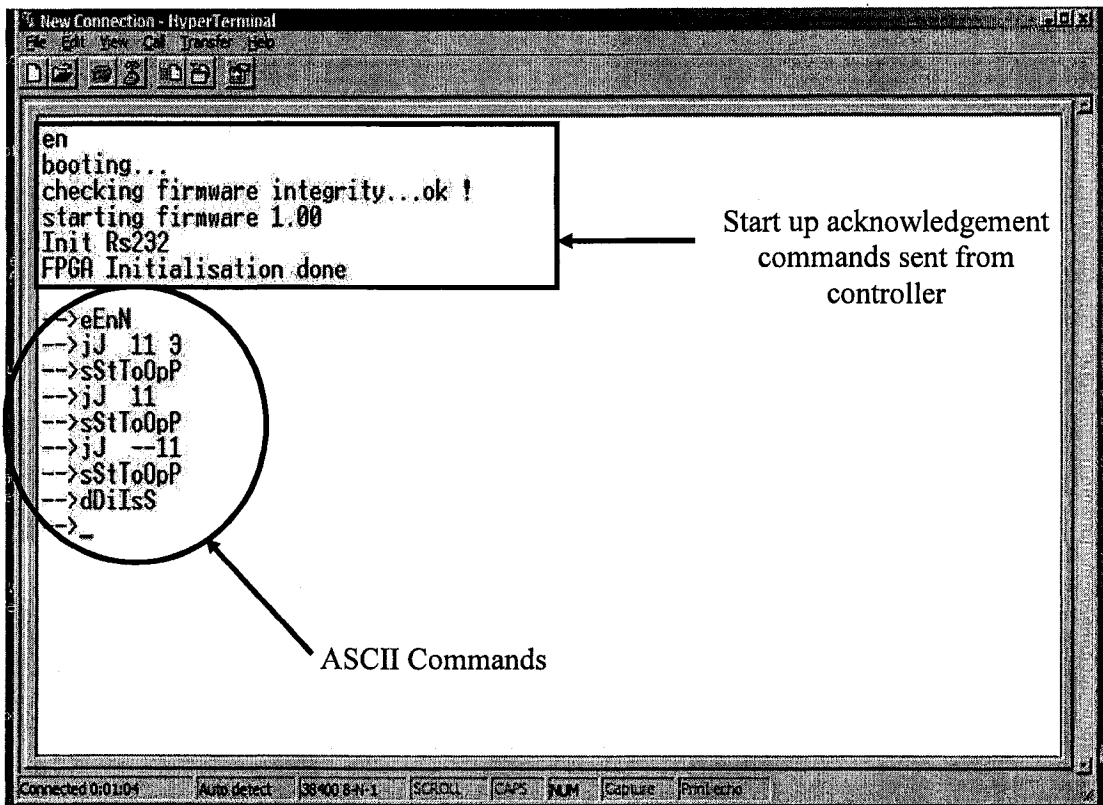 New Connection - HyperTerminal
File Edit View Call Transfer Help
en
booting...
checking firmware integrity...ok !
starting firmware 1.00
Init Rs232
FPGA Initialisation done
Start up acknowledgement
commands sent from
controller
-->eEnN
-->jJ  11 3
-->sStToOpP
-->jJ  11
-->sStToOpP
-->jJ  --11
-->sStToOpP
-->dDiIsS
-->_
ASCII Commands
Connected 0:01:04 Auto detect 38400 8-N-1 SCROLL CAPS NUM Capture Print echo